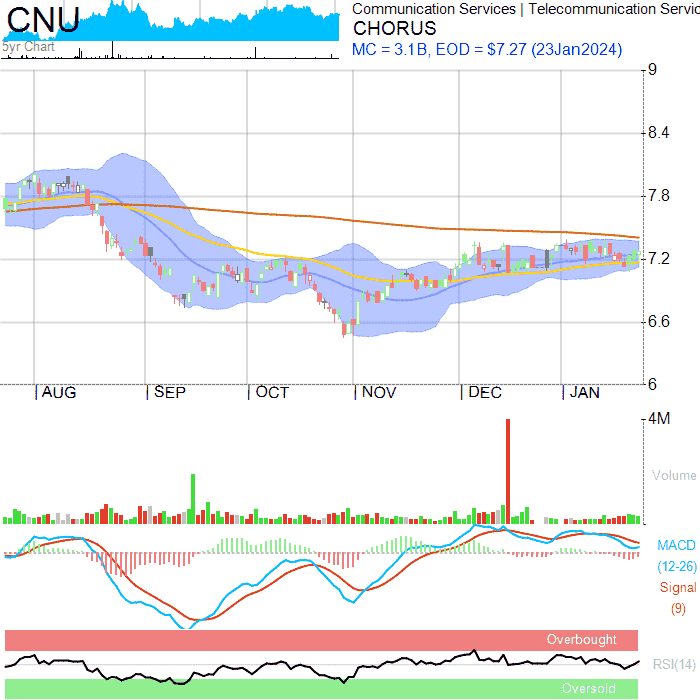 CNU
5yr Chart
Communication Services | Telecommunication Servic
CHORUS
MC = 3.1B, EOD = $7.27 (23Jan2024)
9
8.4
7.8
7.2
6.6
6
| AUG | SEP | OCT | NOV | DEC | JAN
4M
Volume
MACD
(12-26)
Signal
(9)
Overbought
RSI(14)
Oversold